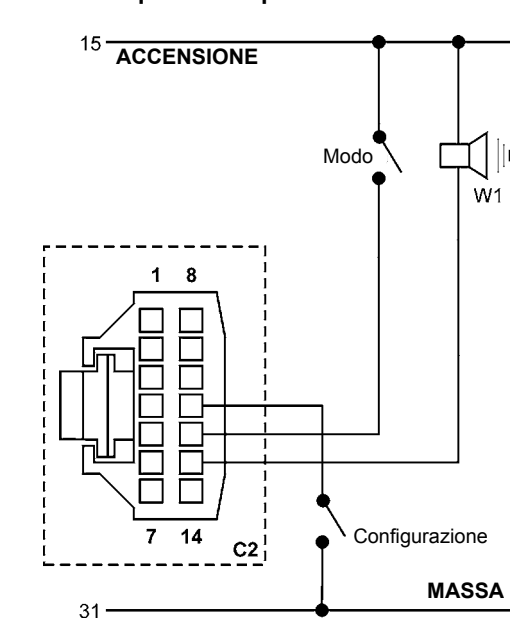 15
ACCENSIONE
Modo
W1
1 8
7 14
C2
Configurazione
MASSA
31